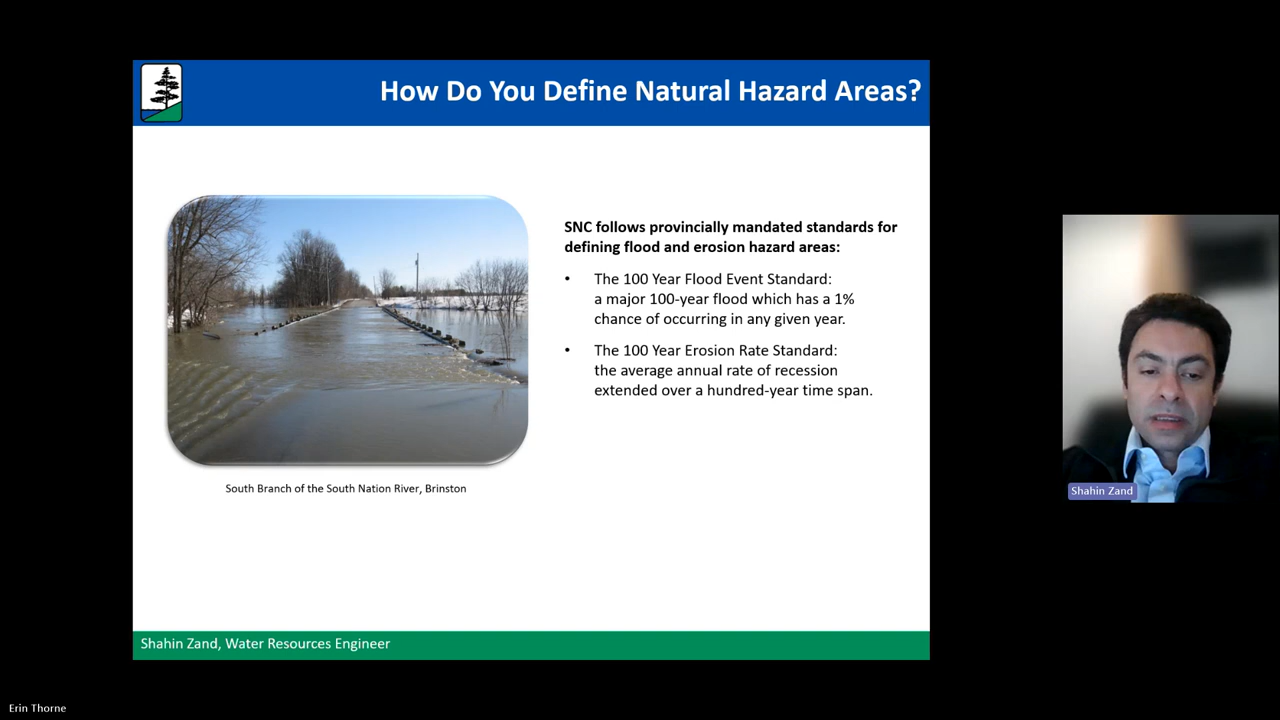 How Do You Define Natural Hazard Areas?
SNC follows provincially mandated standards for
defining flood and erosion hazard areas:
• The 100 Year Flood Event Standard:
a major 100-year flood which has a 1%
chance of occurring in any given year.
• The 100 Year Erosion Rate Standard:
the average annual rate of recession
extended over a hundred-year time span.
South Branch of the South Nation River, Brinston
Shahin Zand, Water Resources Engineer
Shahin Zand
Erin Thorne